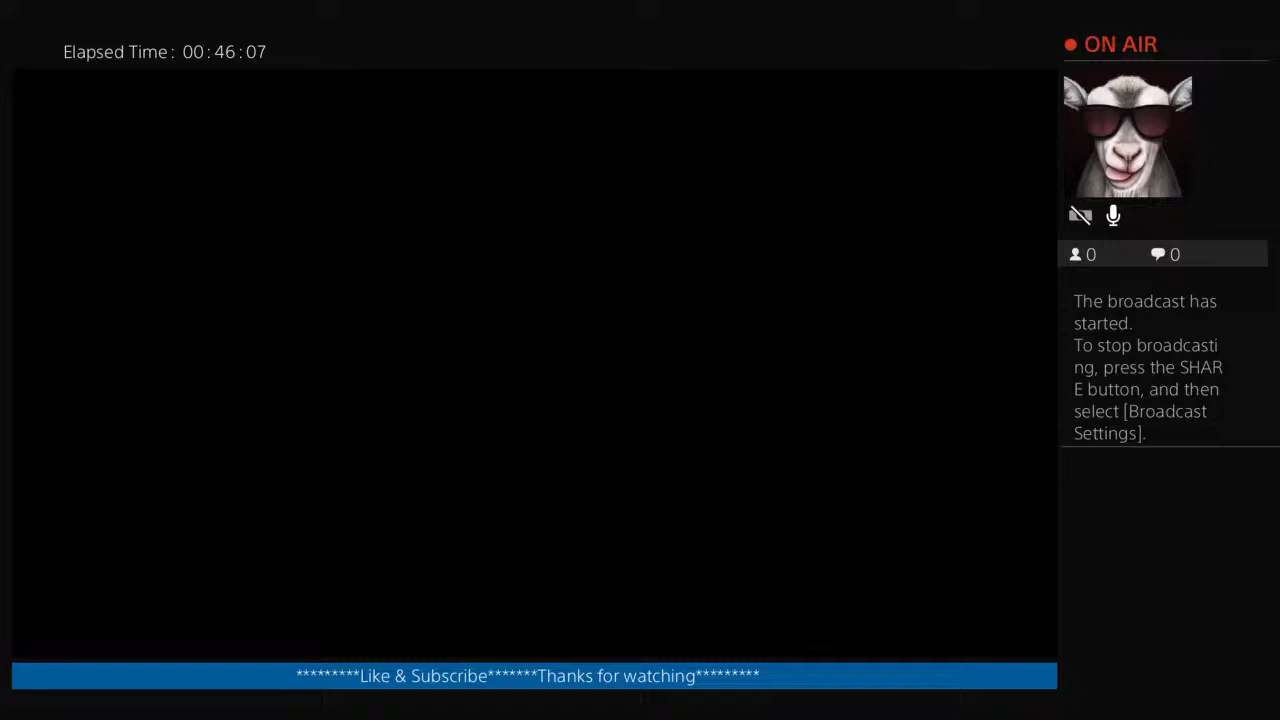 Elapsed Time: 00:46:07
ON AIR
0 0
The broadcast has
started.
To stop broadcasti
ng, press the SHAR
E button, and then
select [Broadcast
Settings].
*********Like & Subscribe*******Thanks for watching*********